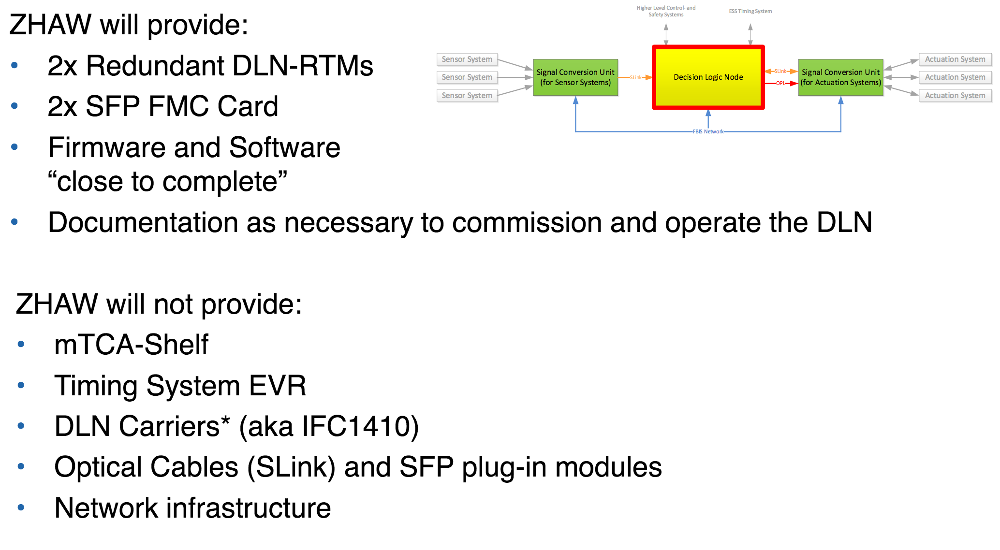 ZHAW will provide:
• 2x Redundant DLN-RTMs
• 2x SFP FMC Card
• Firmware and Software
“close to complete”
• Documentation as necessary to commission and operate the DLN
Higher Level Control- and
Safety Systems
ESS Timing System
Sensor System
Sensor System
Sensor System
Signal Conversion Unit
(for Sensor Systems)
SLink
Decision Logic Node
SLink
OPL
Signal Conversion Unit
(for Actuation Systems)
Actuation System
Actuation System
Actuation System
FBIS Network
ZHAW will not provide:
• mTCA-Shelf
• Timing System EVR
• DLN Carriers* (aka IFC1410)
• Optical Cables (SLink) and SFP plug-in modules
• Network infrastructure